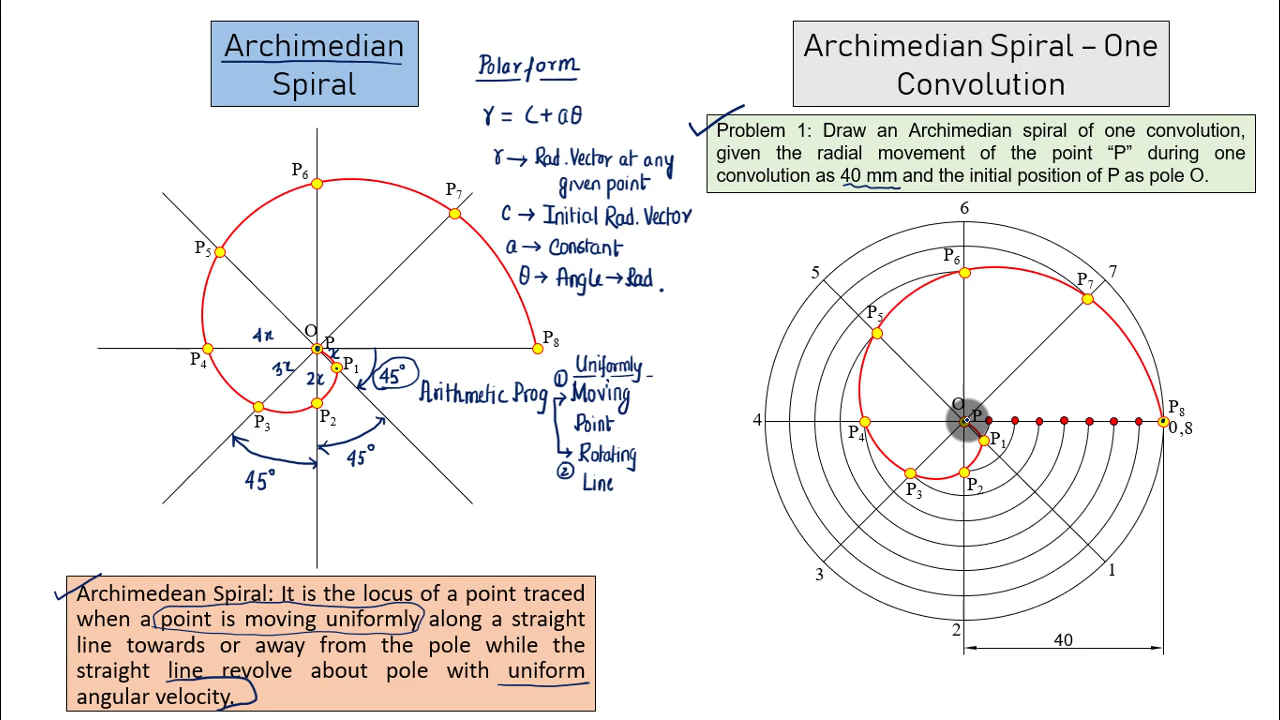 Archimedian
Spiral
Polar form
r = C + aθ
r → Rad. Vector at any
given point
C → Initial Rad. Vector
a → Constant
θ → Angle → Rad.
P6
P7
P5
O
P
P8
4x
x
P4
3x
2x
P1
45°
P3
P2
45°
45°
Arithmetic Prog
① Uniformly
Moving
Point
→ Rotating
② Line
Archimedean Spiral: It is the locus of a point traced
when a point is moving uniformly along a straight
line towards or away from the pole while the
straight line revolve about pole with uniform
angular velocity.
Archimedian Spiral – One
Convolution
Problem 1: Draw an Archimedian spiral of one convolution,
given the radial movement of the point “P” during one
convolution as 40 mm and the initial position of P as pole O.
6
P6
5
7
P7
P5
O
P
P8
4
0,8
P4
P1
P3
P2
3
1
2
40